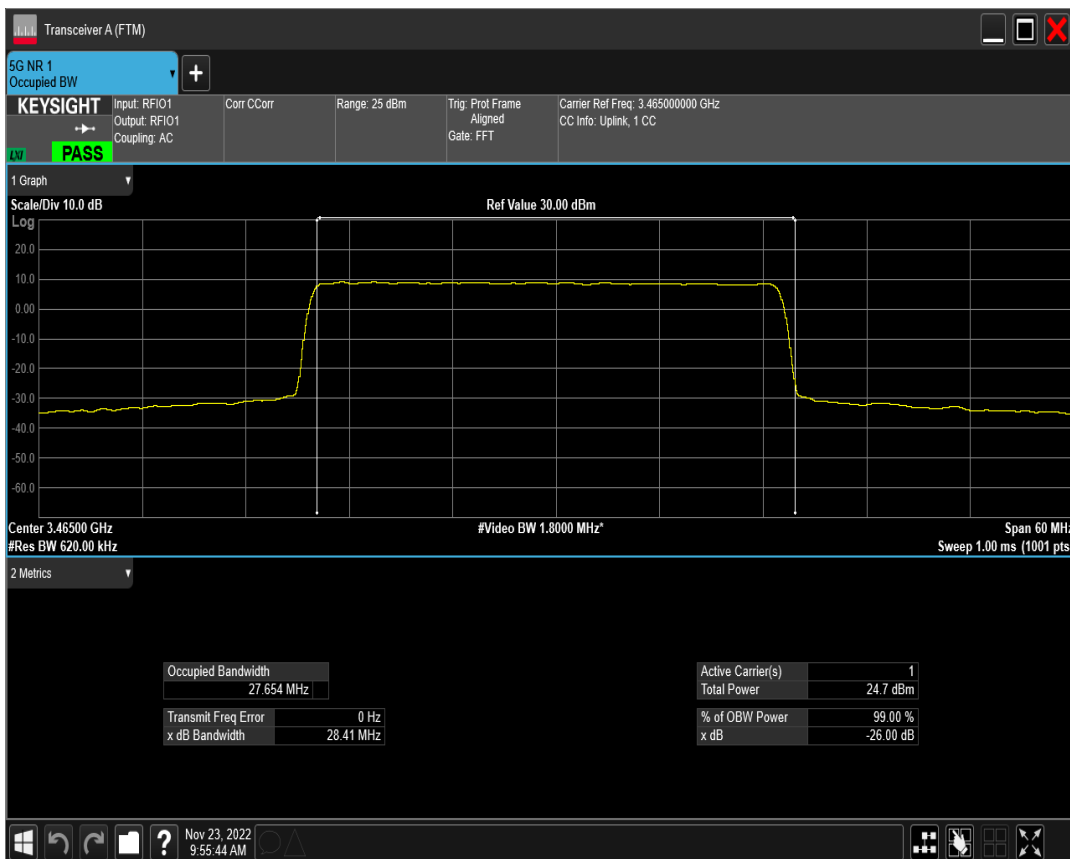 Transceiver A (FTM)
5G NR 1
Occupied BW
+
KEYSIGHT
LXI
PASS
Input: RFIO1
Output: RFIO1
Coupling: AC
Corr CCorr
Range: 25 dBm
Trig: Prot Frame
Aligned
Gate: FFT
Carrier Ref Freq: 3.465000000 GHz
CC Info: Uplink, 1 CC
1 Graph
Scale/Div 10.0 dB
Ref Value 30.00 dBm
Log
20.0
10.0
0.00
-10.0
-20.0
-30.0
-40.0
-50.0
-60.0
Center 3.46500 GHz
#Video BW 1.8000 MHz*
Span 60 MHz
#Res BW 620.00 kHz
Sweep 1.00 ms (1001 pts
2 Metrics
Occupied Bandwidth
27.654 MHz
Transmit Freq Error 0 Hz
x dB Bandwidth 28.41 MHz
Active Carrier(s) 1
Total Power 24.7 dBm
% of OBW Power 99.00 %
x dB -26.00 dB
?
Nov 23, 2022
9:55:44 AM